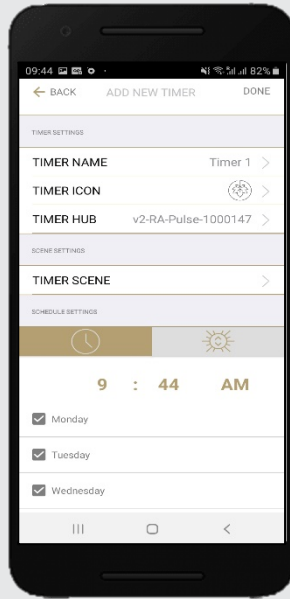 09:44 82%
← BACK ADD NEW TIMER DONE
TIMER SETTINGS
TIMER NAME Timer 1 >
TIMER ICON >
TIMER HUB v2-RA-Pulse-1000147 >
SCENE SETTINGS
TIMER SCENE >
SCHEDULE SETTINGS
9 : 44 AM
Monday
Tuesday
Wednesday